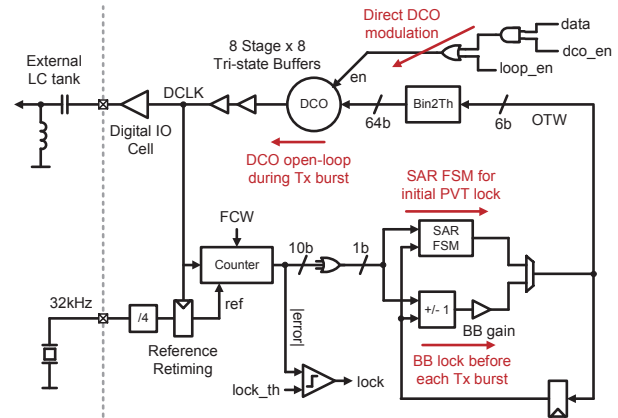 Direct DCO
modulation
data
dco_en
loop_en
External
LC tank
8 Stage x 8
Tri-state Buffers
en
DCLK
DCO
Bin2Th
64b
6b
OTW
Digital IO
Cell
DCO open-loop
during Tx burst
SAR FSM for
initial PVT lock
FCW
10b
1b
SAR
FSM
Counter
32kHz
/4
ref
+/- 1
BB gain
Reference
Retiming
|error|
BB lock before
each Tx burst
lock_th
lock